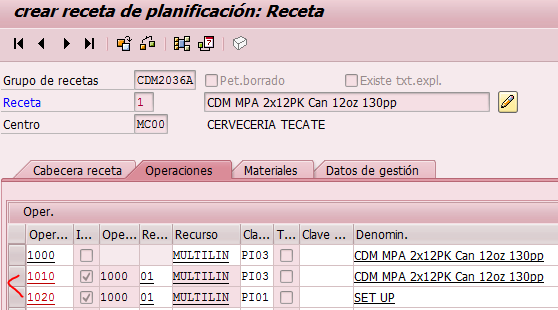 crear receta de planificación: Receta
Grupo de recetas CDM2036A Pet.borrado Existe txt.expl.
Receta 1 CDM MPA 2x12PK Can 12oz 130pp
Centro MC00 CERVECERIA TECATE
Cabecera receta Operaciones Materiales Datos de gestión
Oper.
Oper... I... Ope... Re... Recurso Cla... T... Clave ... Denomin.
1000 MULTILIN PI03 CDM MPA 2x12PK Can 12oz 130pp
1010 1000 01 MULTILIN PI03 CDM MPA 2x12PK Can 12oz 130pp
1020 1000 01 MULTILIN PI01 SET UP